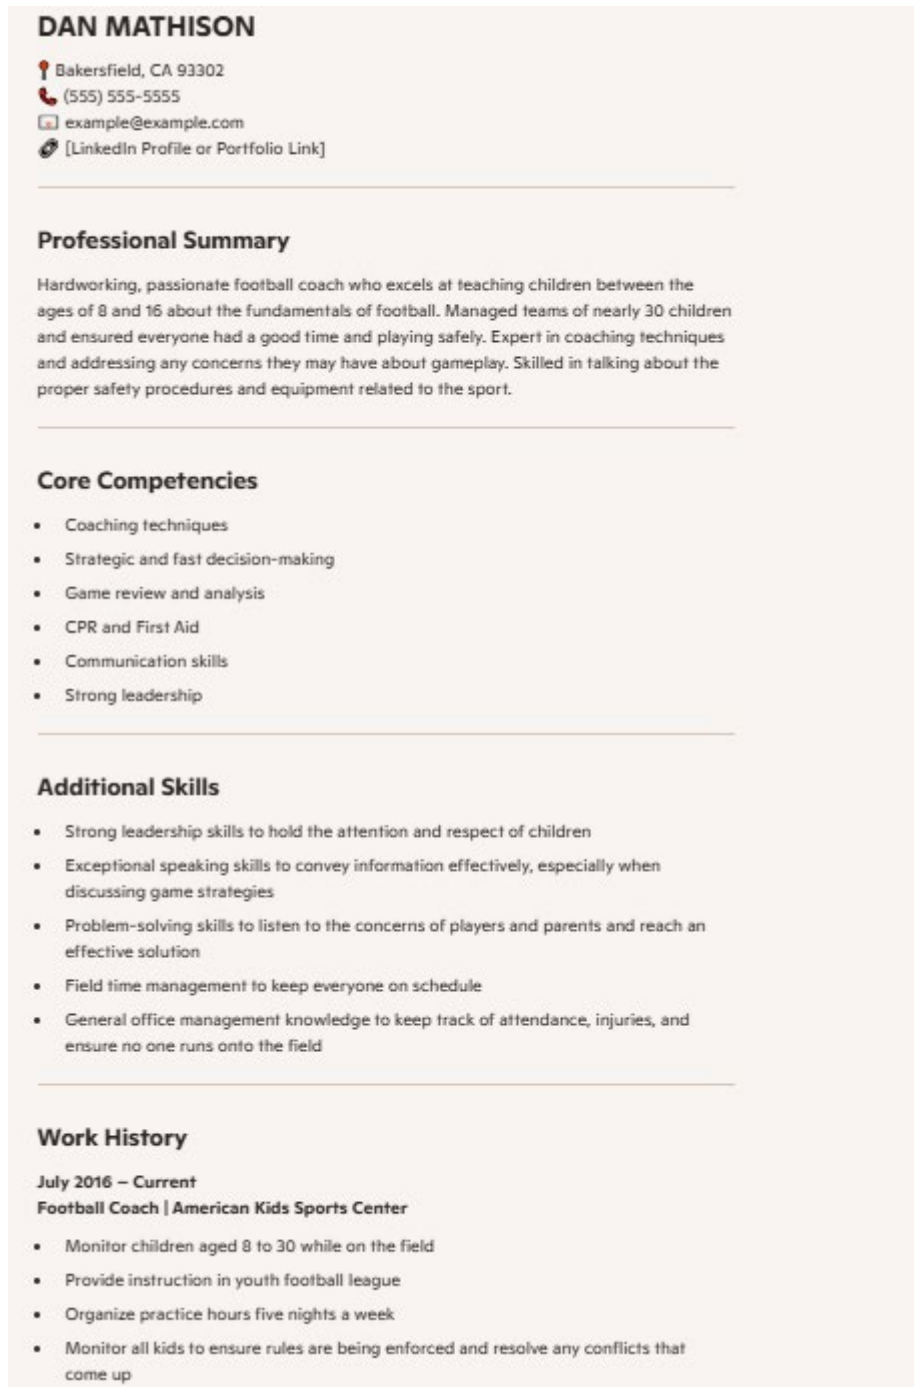 DAN MATHISON
Bakersfield, CA 93302
(555) 555-5555
example@example.com
[LinkedIn Profile or Portfolio Link]
Professional Summary
Hardworking, passionate football coach who excels at teaching children between the
ages of 8 and 16 about the fundamentals of football. Managed teams of nearly 30 children
and ensured everyone had a good time and playing safely. Expert in coaching techniques
and addressing any concerns they may have about gameplay. Skilled in talking about the
proper safety procedures and equipment related to the sport.
Core Competencies
• Coaching techniques
• Strategic and fast decision-making
• Game review and analysis
• CPR and First Aid
• Communication skills
• Strong leadership
Additional Skills
• Strong leadership skills to hold the attention and respect of children
• Exceptional speaking skills to convey information effectively, especially when
discussing game strategies
• Problem-solving skills to listen to the concerns of players and parents and reach an
effective solution
• Field time management to keep everyone on schedule
• General office management knowledge to keep track of attendance, injuries, and
ensure no one runs onto the field
Work History
July 2016 – Current
Football Coach | American Kids Sports Center
• Monitor children aged 8 to 30 while on the field
• Provide instruction in youth football league
• Organize practice hours five nights a week
• Monitor all kids to ensure rules are being enforced and resolve any conflicts that
come up